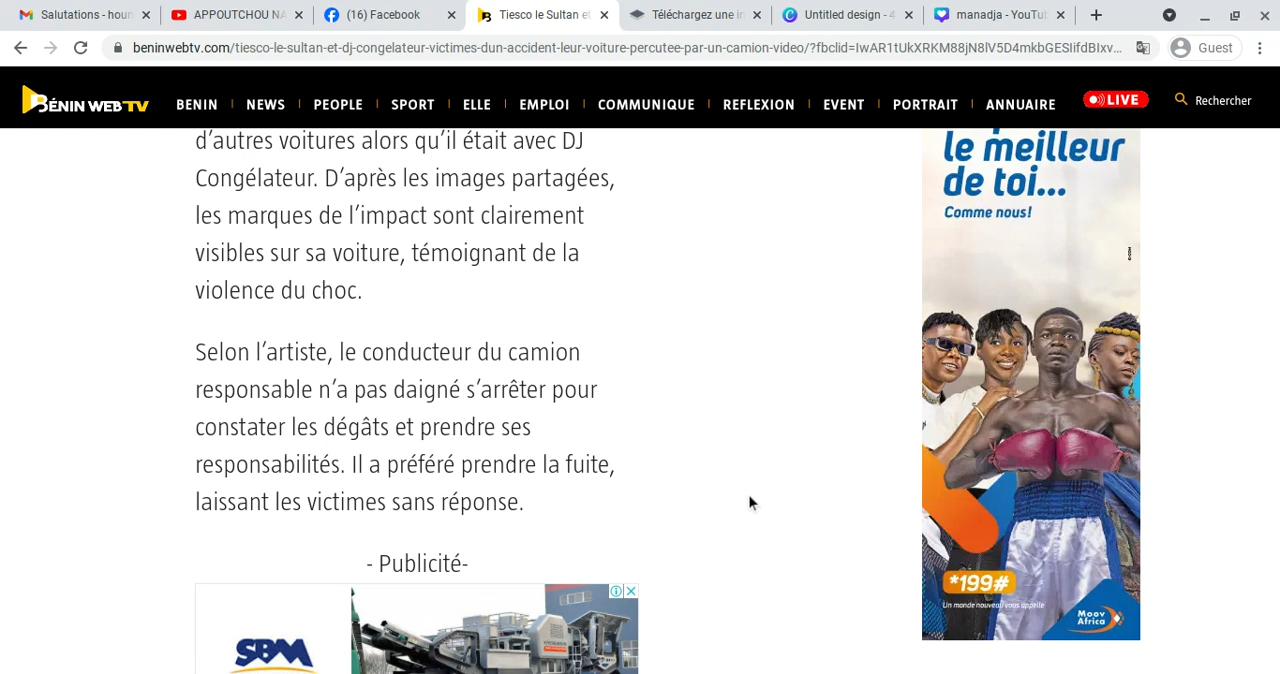 Salutations - houn
APPOUTCHOU NA
(16) Facebook
Tiesco le Sultan et
Téléchargez une in
Untitled design - 4
manadja - YouTub
beninwebtv.com/tiesco-le-sultan-et-dj-congelateur-victimes-dun-accident-leur-voiture-percutee-par-un-camion-video/?fbclid=IwAR1tUkXRKM88jN8lV5D4mkbGESIifdBIxv...
Guest
BÉNIN WEB TV
BENIN
NEWS
PEOPLE
SPORT
ELLE
EMPLOI
COMMUNIQUE
REFLEXION
EVENT
PORTRAIT
ANNUAIRE
LIVE
Rechercher
d’autres voitures alors qu’il était avec DJ
Congélateur. D’après les images partagées,
les marques de l’impact sont clairement
visibles sur sa voiture, témoignant de la
violence du choc.
Selon l’artiste, le conducteur du camion
responsable n’a pas daigné s’arrêter pour
constater les dégâts et prendre ses
responsabilités. Il a préféré prendre la fuite,
laissant les victimes sans réponse.
- Publicité-
SBM
le meilleur
de toi...
Comme nous!
*199#
Un monde nouveau vous appelle
Moov
Africa